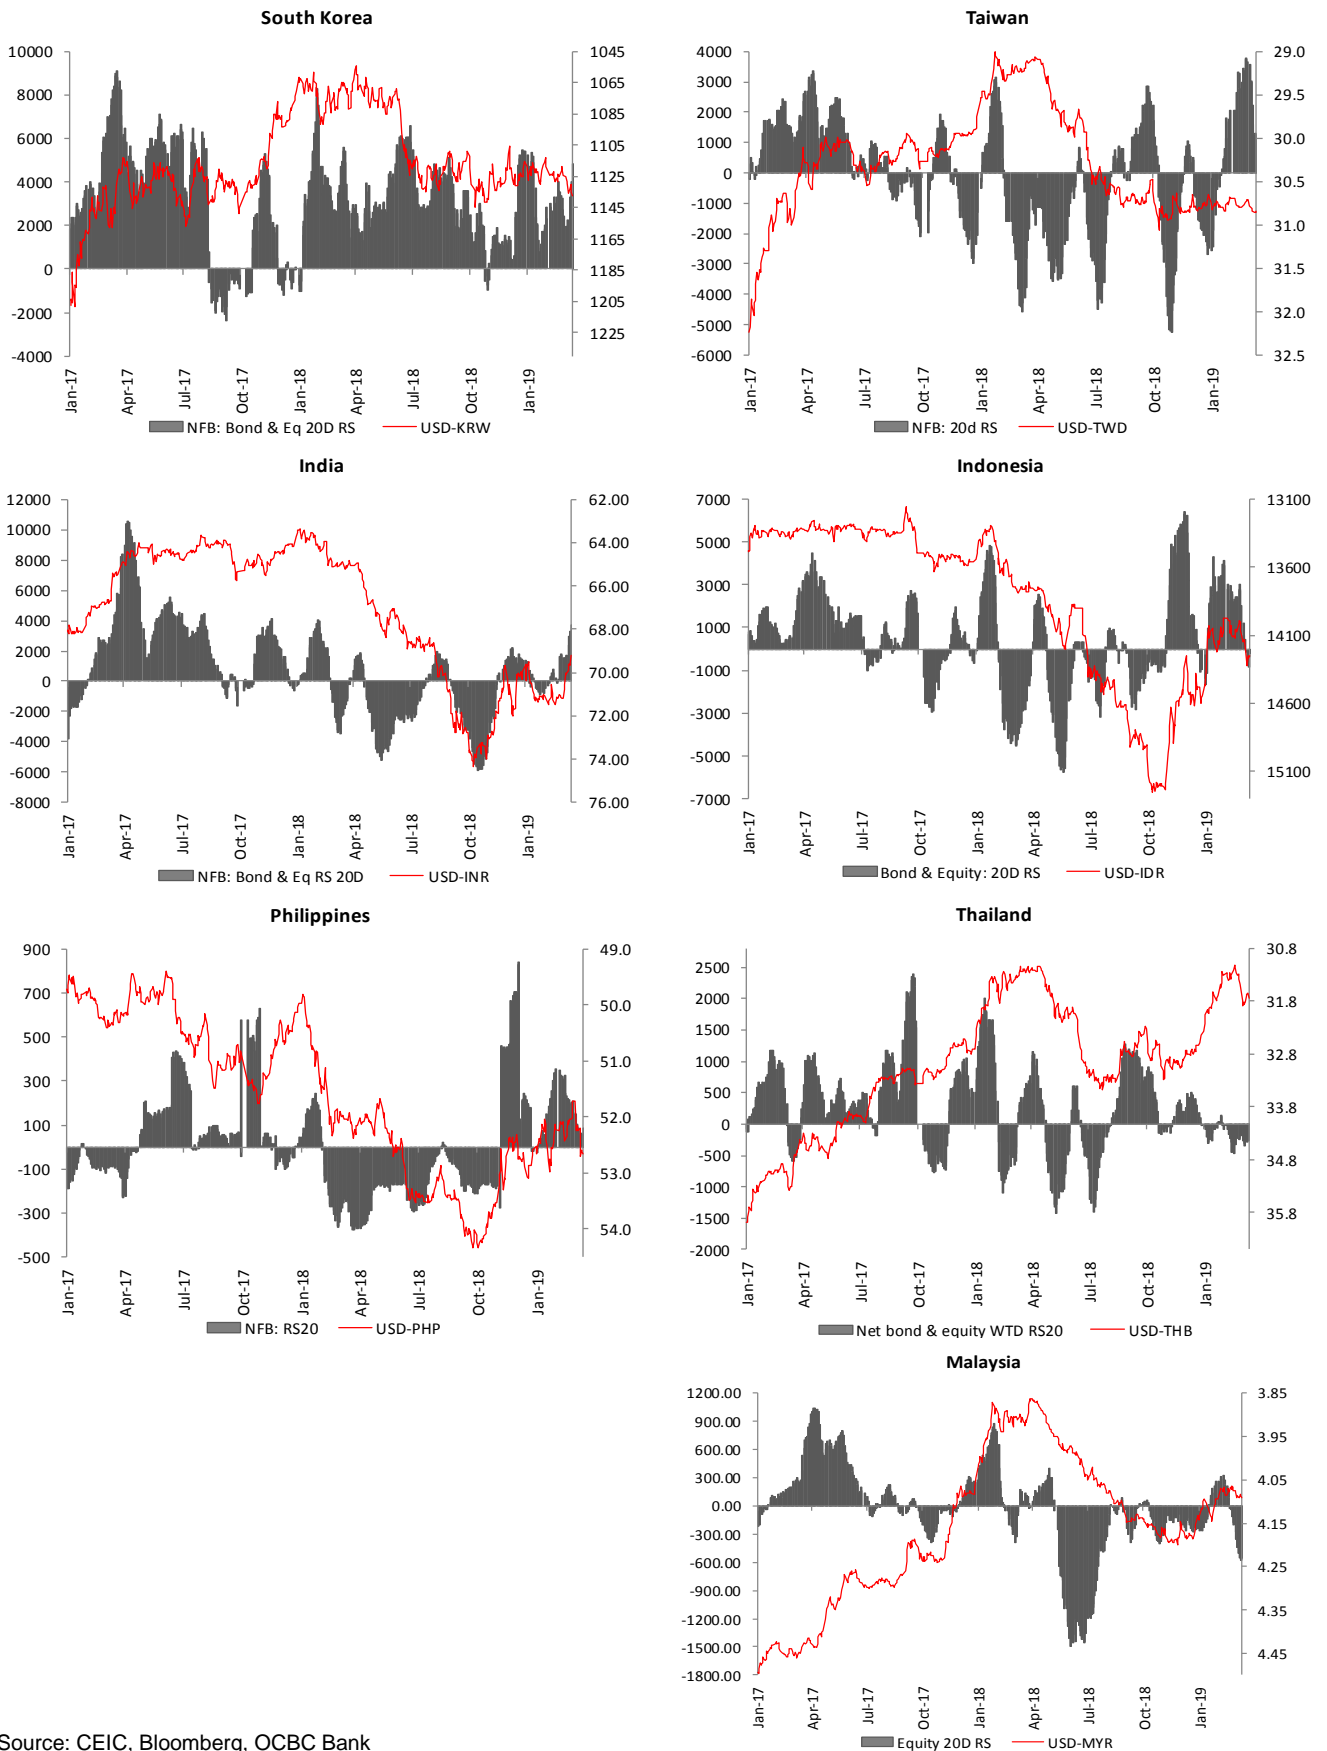 South Korea
10000
8000
6000
4000
2000
0
-2000
-4000
1045
1065
1085
1105
1125
1145
1165
1185
1205
1225
Jan-17
Apr-17
Jul-17
Oct-17
Jan-18
Apr-18
Jul-18
Oct-18
Jan-19
NFB: Bond & Eq 20D RS USD-KRW
Taiwan
4000
3000
2000
1000
0
-1000
-2000
-3000
-4000
-5000
-6000
29.0
29.5
30.0
30.5
31.0
31.5
32.0
32.5
Jan-17
Apr-17
Jul-17
Oct-17
Jan-18
Apr-18
Jul-18
Oct-18
Jan-19
NFB: 20d RS USD-TWD
India
12000
10000
8000
6000
4000
2000
0
-2000
-4000
-6000
-8000
62.00
64.00
66.00
68.00
70.00
72.00
74.00
76.00
Jan-17
Apr-17
Jul-17
Oct-17
Jan-18
Apr-18
Jul-18
Oct-18
Jan-19
NFB: Bond & Eq RS 20D USD-INR
Indonesia
7000
5000
3000
1000
-1000
-3000
-5000
-7000
13100
13600
14100
14600
15100
Jan-17
Apr-17
Jul-17
Oct-17
Jan-18
Apr-18
Jul-18
Oct-18
Jan-19
Bond & Equity: 20D RS USD-IDR
Philippines
900
700
500
300
100
-100
-300
-500
49.0
50.0
51.0
52.0
53.0
54.0
Jan-17
Apr-17
Jul-17
Oct-17
Jan-18
Apr-18
Jul-18
Oct-18
Jan-19
NFB: RS20 USD-PHP
Thailand
2500
2000
1500
1000
500
0
-500
-1000
-1500
-2000
30.8
31.8
32.8
33.8
34.8
35.8
Jan-17
Apr-17
Jul-17
Oct-17
Jan-18
Apr-18
Jul-18
Oct-18
Jan-19
Net bond & equity WTD RS20 USD-THB
Malaysia
1200.00
900.00
600.00
300.00
0.00
-300.00
-600.00
-900.00
-1200.00
-1500.00
-1800.00
3.85
3.95
4.05
4.15
4.25
4.35
4.45
Jan-17
Apr-17
Jul-17
Oct-17
Jan-18
Apr-18
Jul-18
Oct-18
Jan-19
Equity 20D RS USD-MYR
Source: CEIC, Bloomberg, OCBC Bank